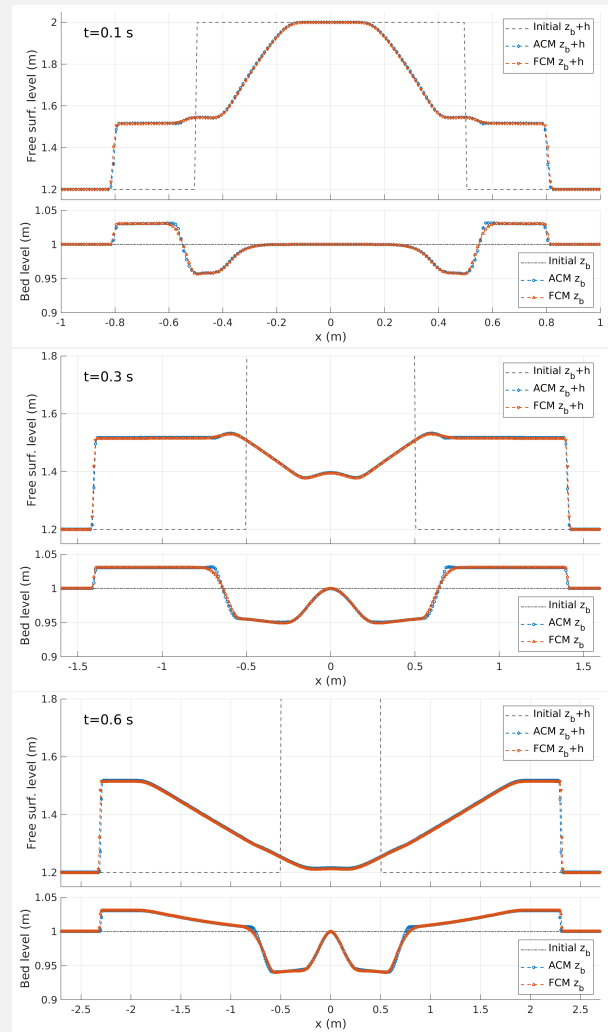 t=0.1 s
Initial z_b+h
ACM z_b+h
FCM z_b+h
Free surf. level (m)
2
1.8
1.6
1.4
1.2
Bed level (m)
1.05
1
0.95
0.9
Initial z_b
ACM z_b
FCM z_b
-1 -0.8 -0.6 -0.4 -0.2 0 0.2 0.4 0.6 0.8 1
x (m)
t=0.3 s
Initial z_b+h
ACM z_b+h
FCM z_b+h
Free surf. level (m)
1.8
1.6
1.4
1.2
Bed level (m)
1.05
1
0.95
0.9
Initial z_b
ACM z_b
FCM z_b
-1.5 -1 -0.5 0 0.5 1 1.5
x (m)
t=0.6 s
Initial z_b+h
ACM z_b+h
FCM z_b+h
Free surf. level (m)
1.8
1.6
1.4
1.2
Bed level (m)
1.05
1
0.95
0.9
Initial z_b
ACM z_b
FCM z_b
-2.5 -2 -1.5 -1 -0.5 0 0.5 1 1.5 2 2.5
x (m)